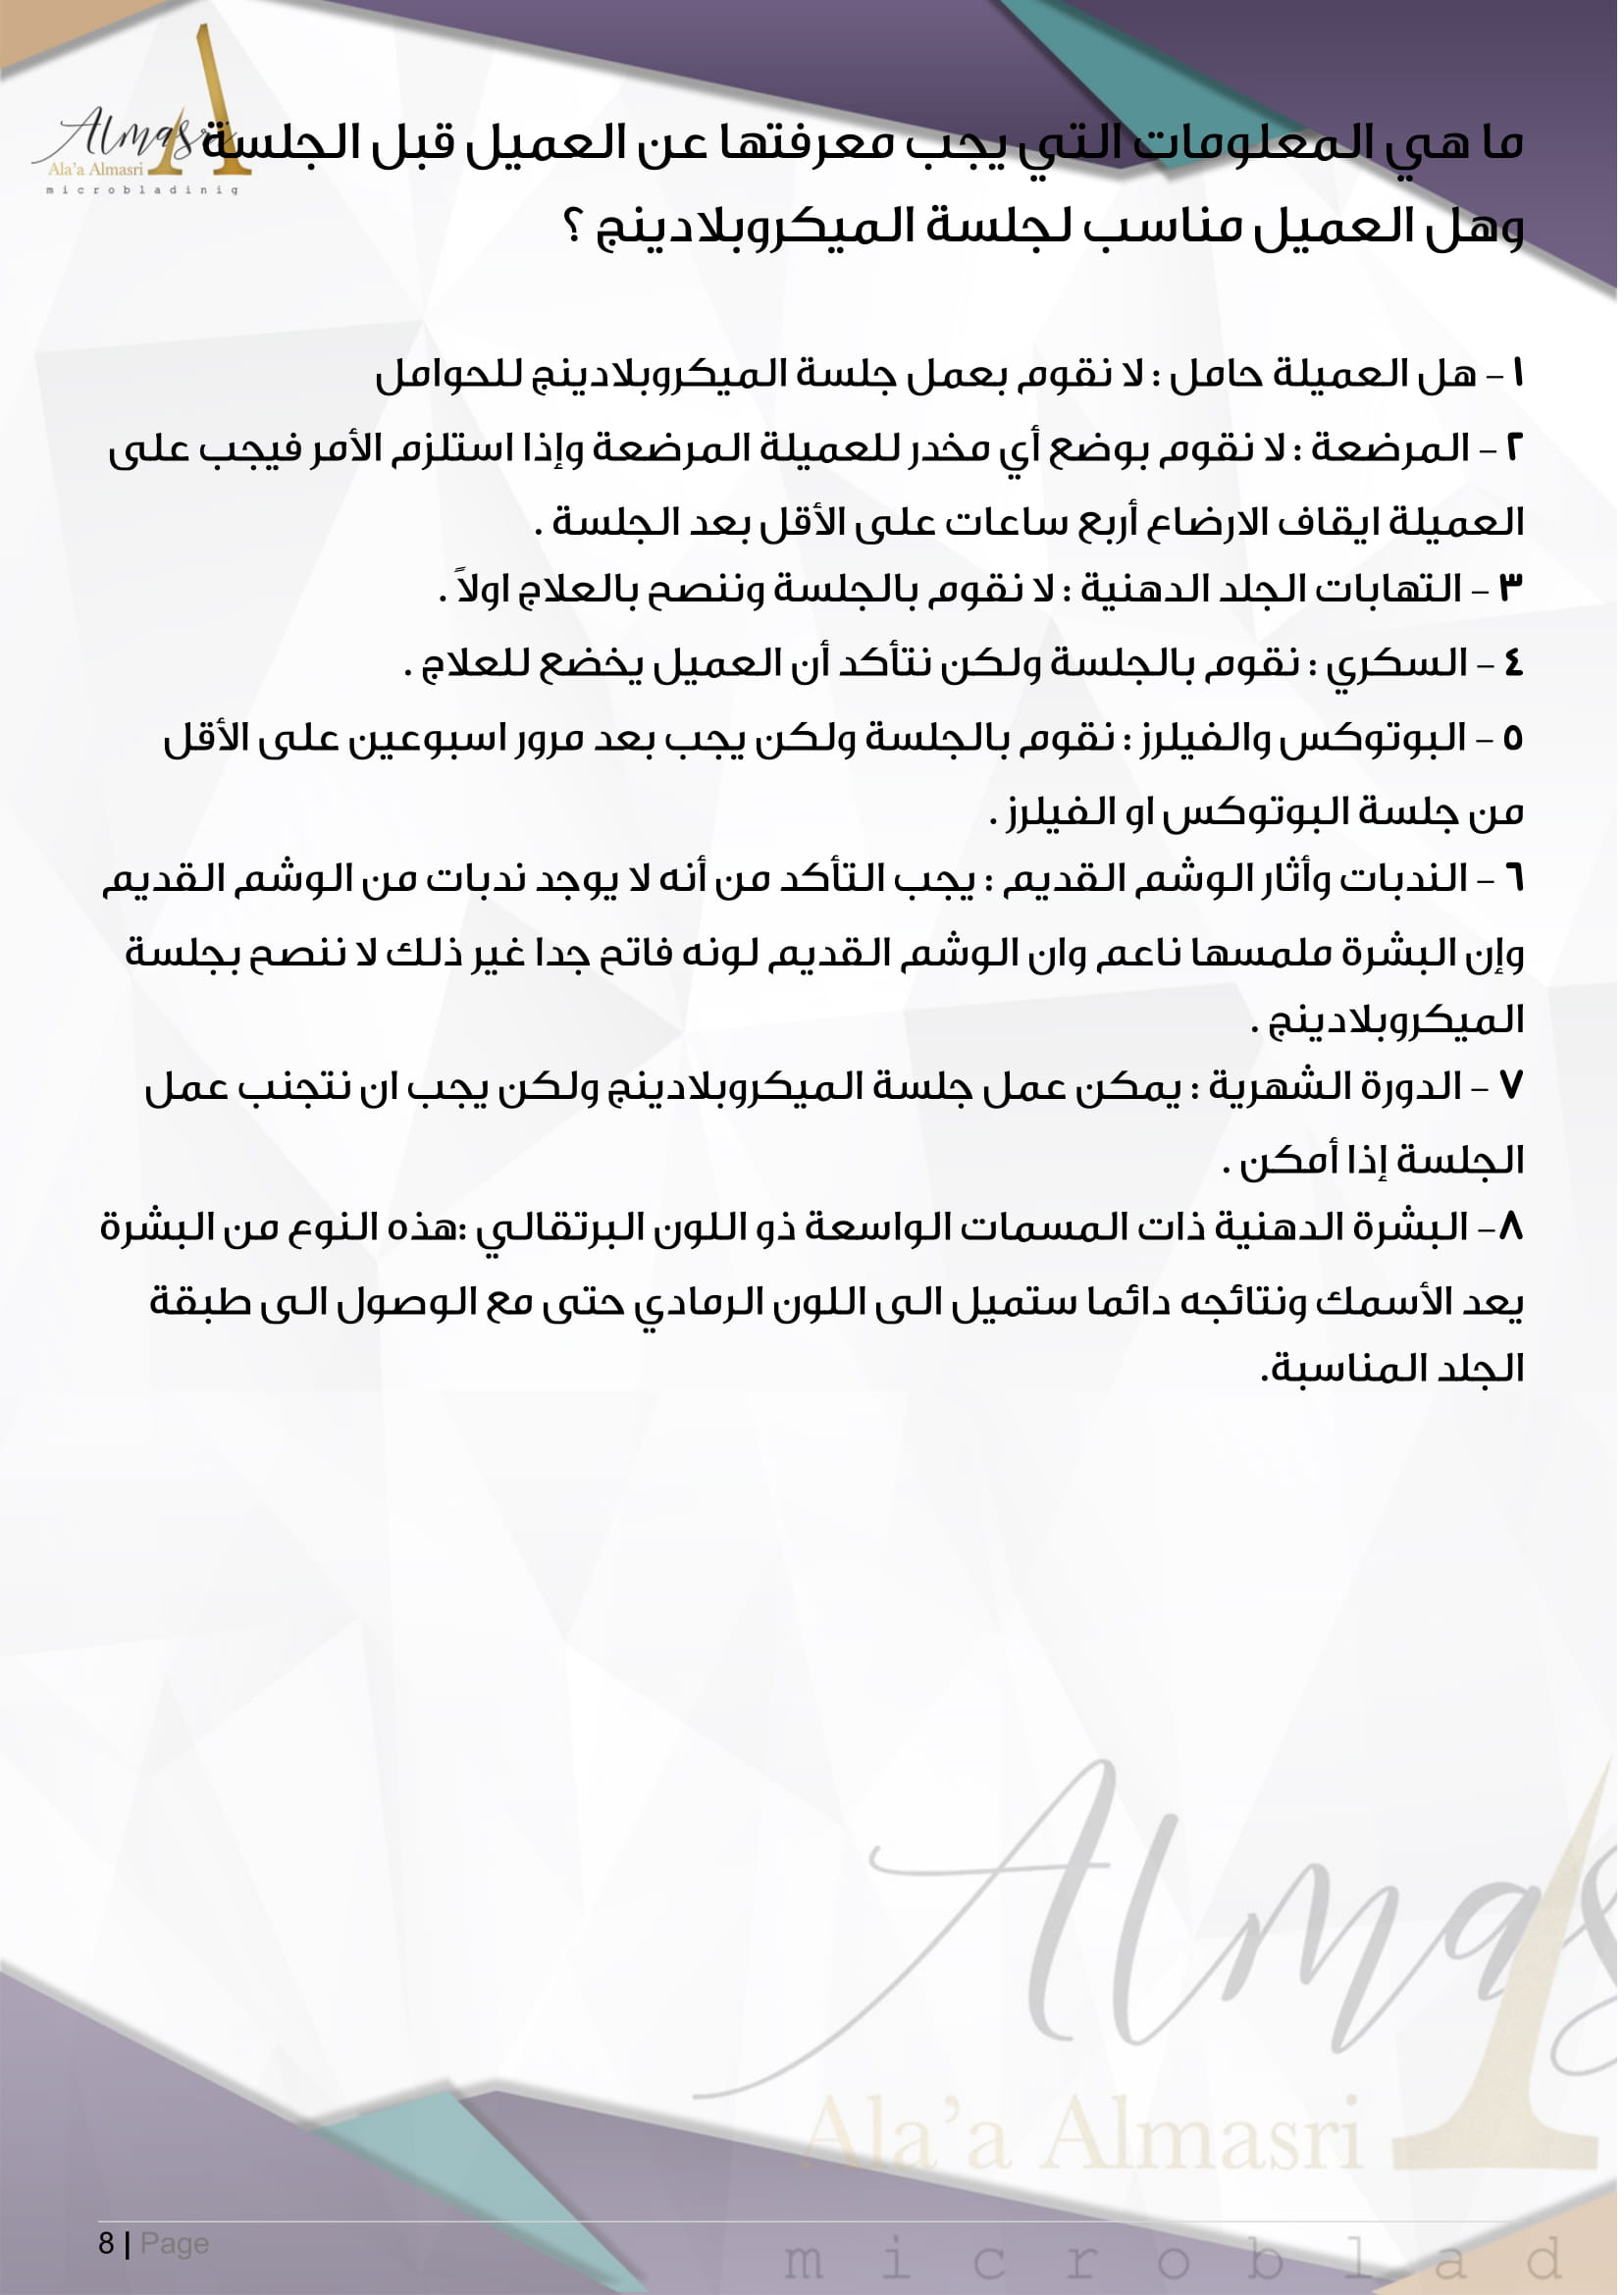 Almasri
Ala'a Almasri
microbladinig
ما هي المعلومات التي يجب معرفتها عن العميل قبل الجلسة
وهل العميل مناسب لجلسة الميكروبلادينج ؟
١ – هل العميلة حامل : لا نقوم بعمل جلسة الميكروبلادينج للحوامل
٢ – المرضعة : لا نقوم بوضع أي مخدر للعميلة المرضعة وإذا استلزم الأمر فيجب على
العميلة ايقاف الارضاع أربع ساعات على الأقل بعد الجلسة .
٣ – التهابات الجلد الدهنية : لا نقوم بالجلسة وننصح بالعلاج اولاً .
٤ – السكري : نقوم بالجلسة ولكن نتأكد أن العميل يخضع للعلاج .
٥ – البوتوكس والفيلرز : نقوم بالجلسة ولكن يجب بعد مرور اسبوعين على الأقل
من جلسة البوتوكس او الفيلرز .
٦ – الندبات وأثار الوشم القديم : يجب التأكد من أنه لا يوجد ندبات من الوشم القديم
وإن البشرة ملمسها ناعم وان الوشم القديم لونه فاتح جدا غير ذلك لا ننصح بجلسة
الميكروبلادينج .
٧ – الدورة الشهرية : يمكن عمل جلسة الميكروبلادينج ولكن يجب ان نتجنب عمل
الجلسة إذا أمكن .
٨– البشرة الدهنية ذات المسمات الواسعة ذو اللون البرتقالي :هذه النوع من البشرة
يعد الأسمك ونتائجه دائما ستميل الى اللون الرمادي حتى مع الوصول الى طبقة
الجلد المناسبة.
Almas
Ala'a Almasri
microblad
8 | Page